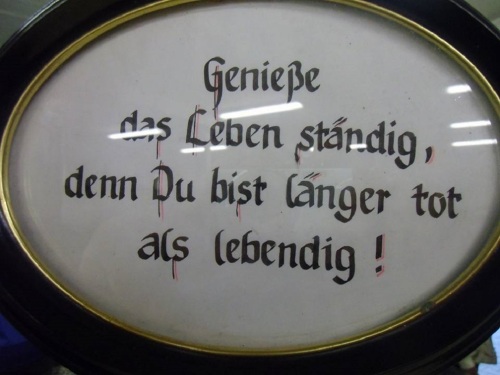 Genieße
das Leben ständig,
denn Du bist länger tot
als lebendig!